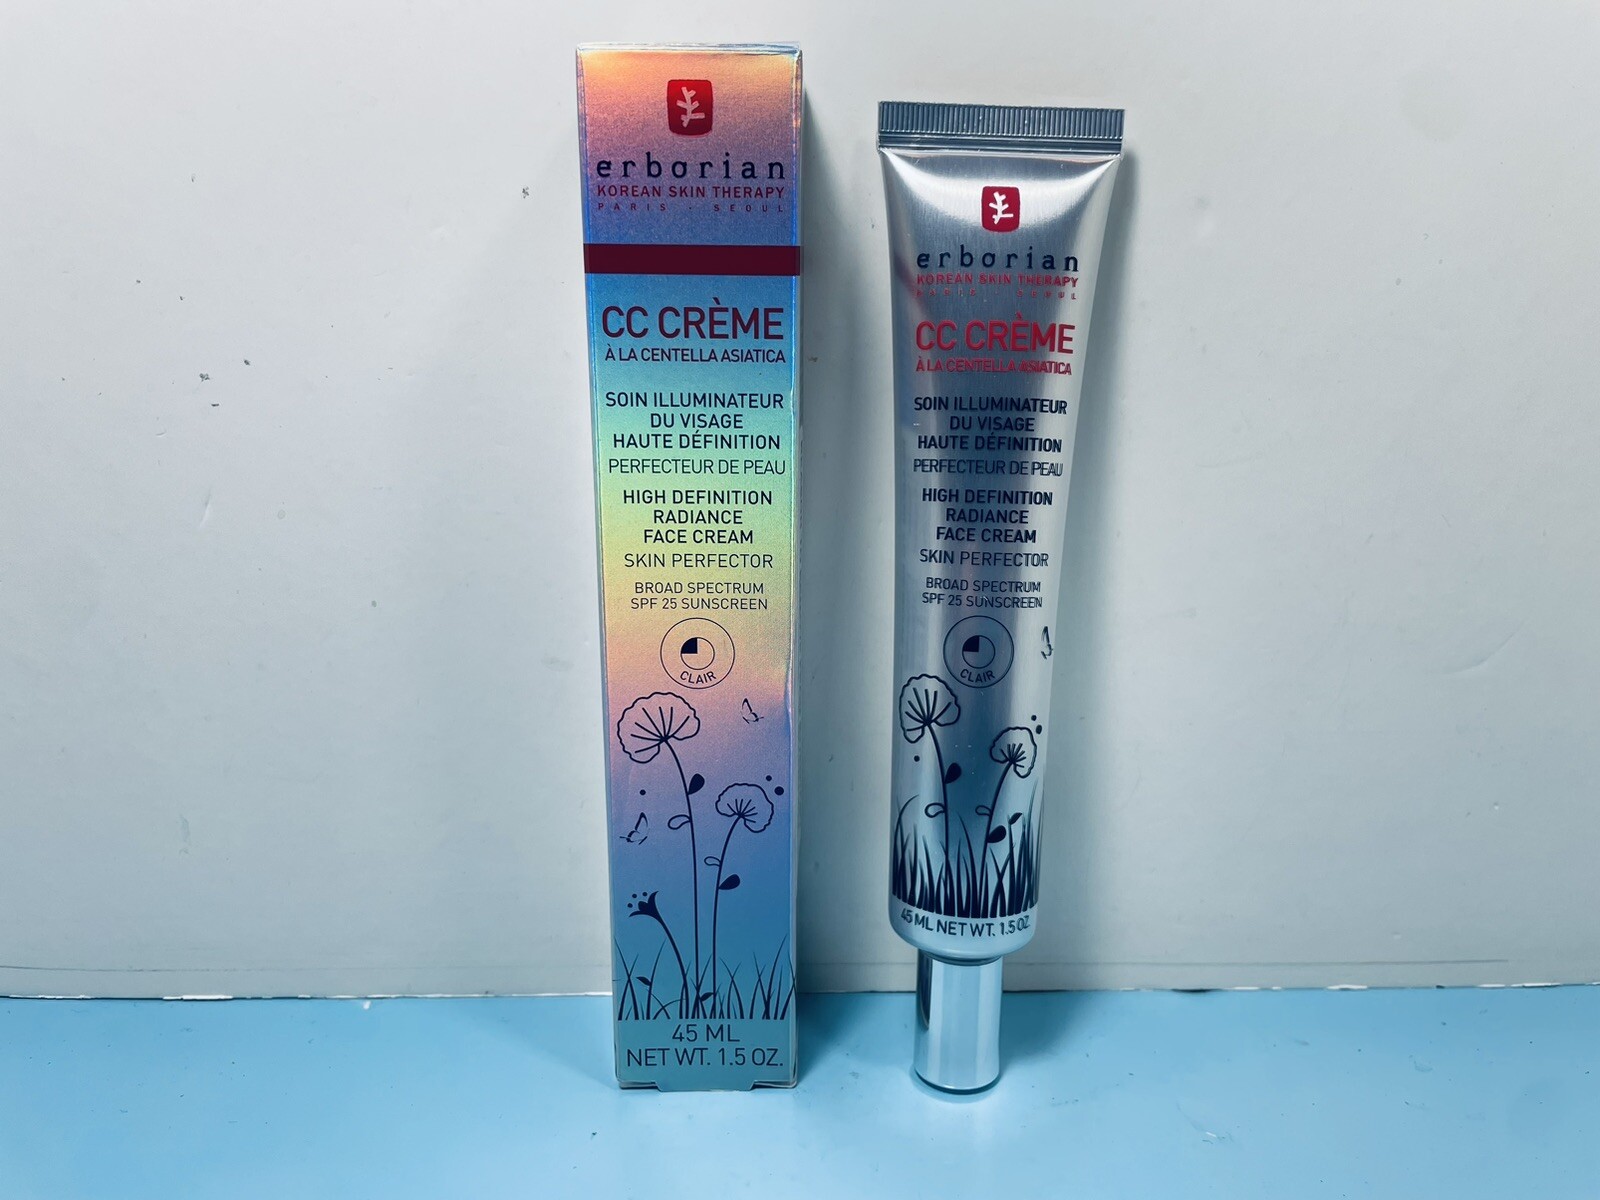 erborian
KOREAN SKIN THERAPY
PARIS - SEOUL
CC CRÈME
À LA CENTELLA ASIATICA
SOIN ILLUMINATEUR
DU VISAGE
HAUTE DÉFINITION
PERFECTEUR DE PEAU
HIGH DEFINITION
RADIANCE
FACE CREAM
SKIN PERFECTOR
BROAD SPECTRUM
SPF 25 SUNSCREEN
CLAIR
45 ML
NET WT. 1.5 OZ.
erborian
KOREAN SKIN THERAPY
PARIS - SEOUL
CC CRÈME
À LA CENTELLA ASIATICA
SOIN ILLUMINATEUR
DU VISAGE
HAUTE DÉFINITION
PERFECTEUR DE PEAU
HIGH DEFINITION
RADIANCE
FACE CREAM
SKIN PERFECTOR
BROAD SPECTRUM
SPF 25 SUNSCREEN
CLAIR
45 ML NET WT. 1.5 OZ.